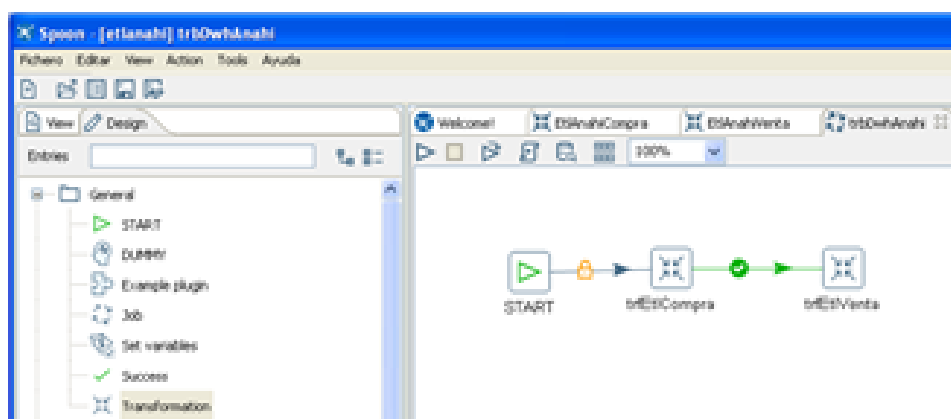 Spoon - [etlanahi] trbDwhAnahi
Fichero Editar View Action Tools Ayuda
View Design
Welcome! EtlAnahiCompra EtlAnahiVenta trbDwhAnahi
Entries 100%
General
START
DUMMY
Example plugin
Job
Set variables
Success
Transformation
START trfEtlCompra trfEtlVenta